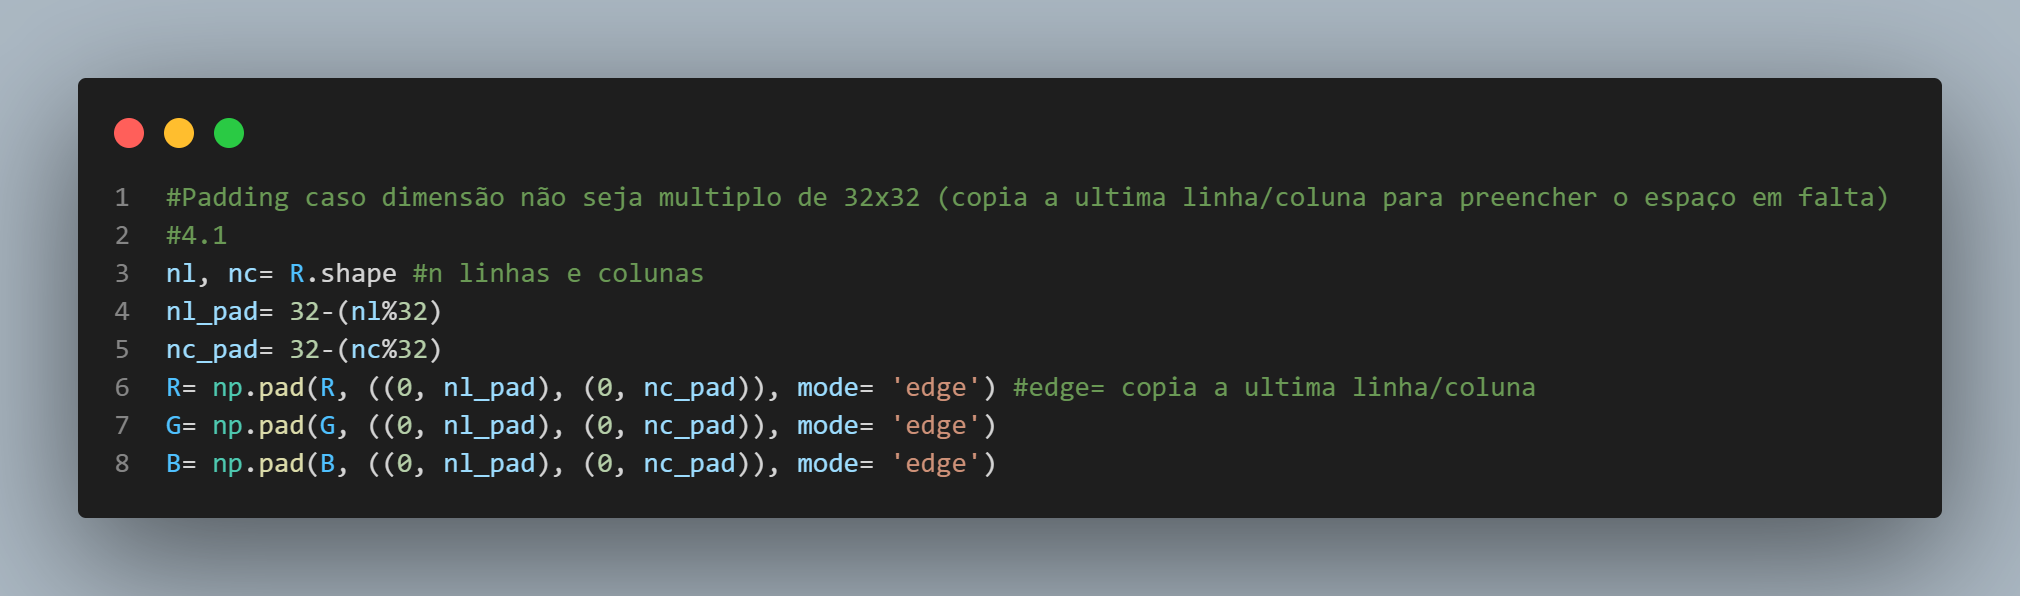 1 #Padding caso dimensão não seja multiplo de 32x32 (copia a ultima linha/coluna para preencher o espaço em falta)
2 #4.1
3 nl, nc= R.shape #n linhas e colunas
4 nl_pad= 32-(nl%32)
5 nc_pad= 32-(nc%32)
6 R= np.pad(R, ((0, nl_pad), (0, nc_pad)), mode= 'edge') #edge= copia a ultima linha/coluna
7 G= np.pad(G, ((0, nl_pad), (0, nc_pad)), mode= 'edge')
8 B= np.pad(B, ((0, nl_pad), (0, nc_pad)), mode= 'edge')